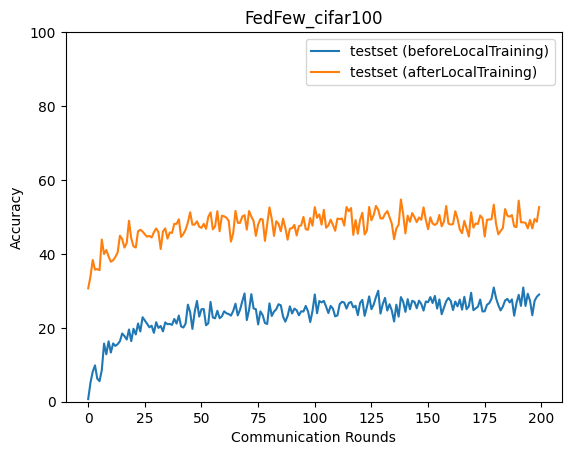 FedFew_cifar100
testset (beforeLocalTraining)
testset (afterLocalTraining)
Accuracy
100
80
60
40
20
0
0 25 50 75 100 125 150 175 200
Communication Rounds